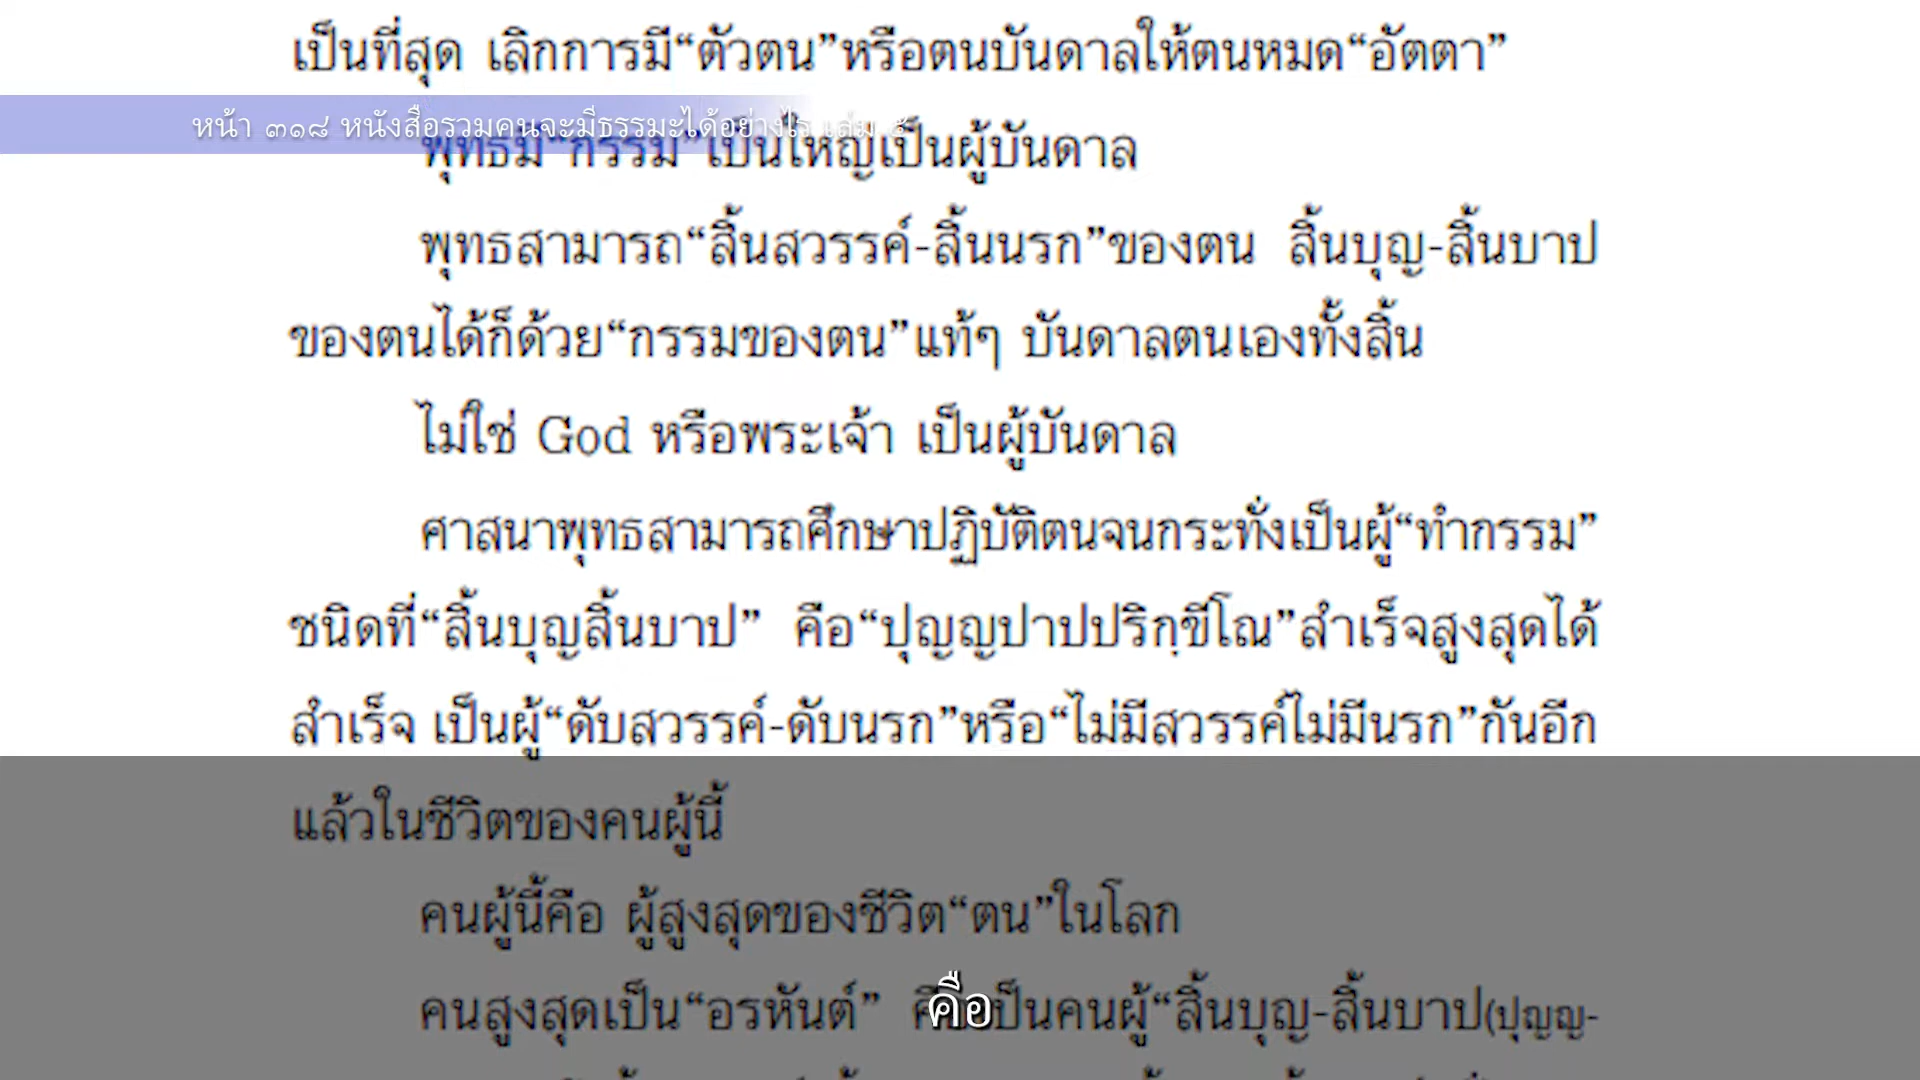 เป็นที่สุด เลิกการมี“ตัวตน”หรือตนบันดาลให้ตนหมด“อัตตา”
หน้า ๓๑๘ หนังสือรวมคนจะมีธรรมะได้อย่างไร เล่ม ๕
พุทธมี“กรรม”เป็นใหญ่เป็นผู้บันดาล
พุทธสามารถ“สิ้นสวรรค์-สิ้นนรก”ของตน สิ้นบุญ-สิ้นบาป
ของตนได้ก็ด้วย“กรรมของตน”แท้ๆ บันดาลตนเองทั้งสิ้น
ไม่ใช่ God หรือพระเจ้า เป็นผู้บันดาล
ศาสนาพุทธสามารถศึกษาปฏิบัติตนจนกระทั่งเป็นผู้“ทำกรรม”
ชนิดที่“สิ้นบุญสิ้นบาป” คือ“ปุญญปาปปริกฺขีโณ”สำเร็จสูงสุดได้
สำเร็จ เป็นผู้“ดับสวรรค์-ดับนรก”หรือ“ไม่มีสวรรค์ไม่มีนรก”กันอีก
แล้วในชีวิตของคนผู้นี้
คนผู้นี้คือ ผู้สูงสุดของชีวิต“ตน”ในโลก
คนสูงสุดเป็น“อรหันต์” คือเป็นคนผู้“สิ้นบุญ-สิ้นบาป(ปุญญ-
คือ